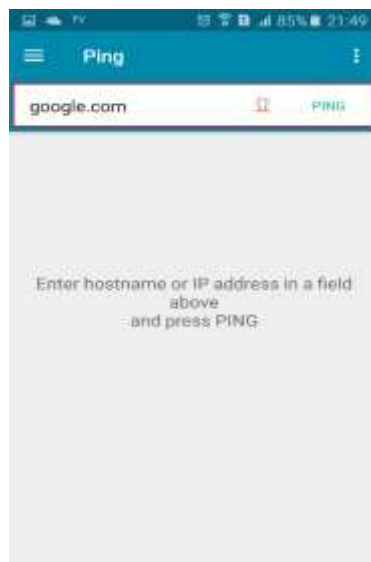 85% 21:49
Ping
google.com PING
Enter hostname or IP address in a field
above
and press PING